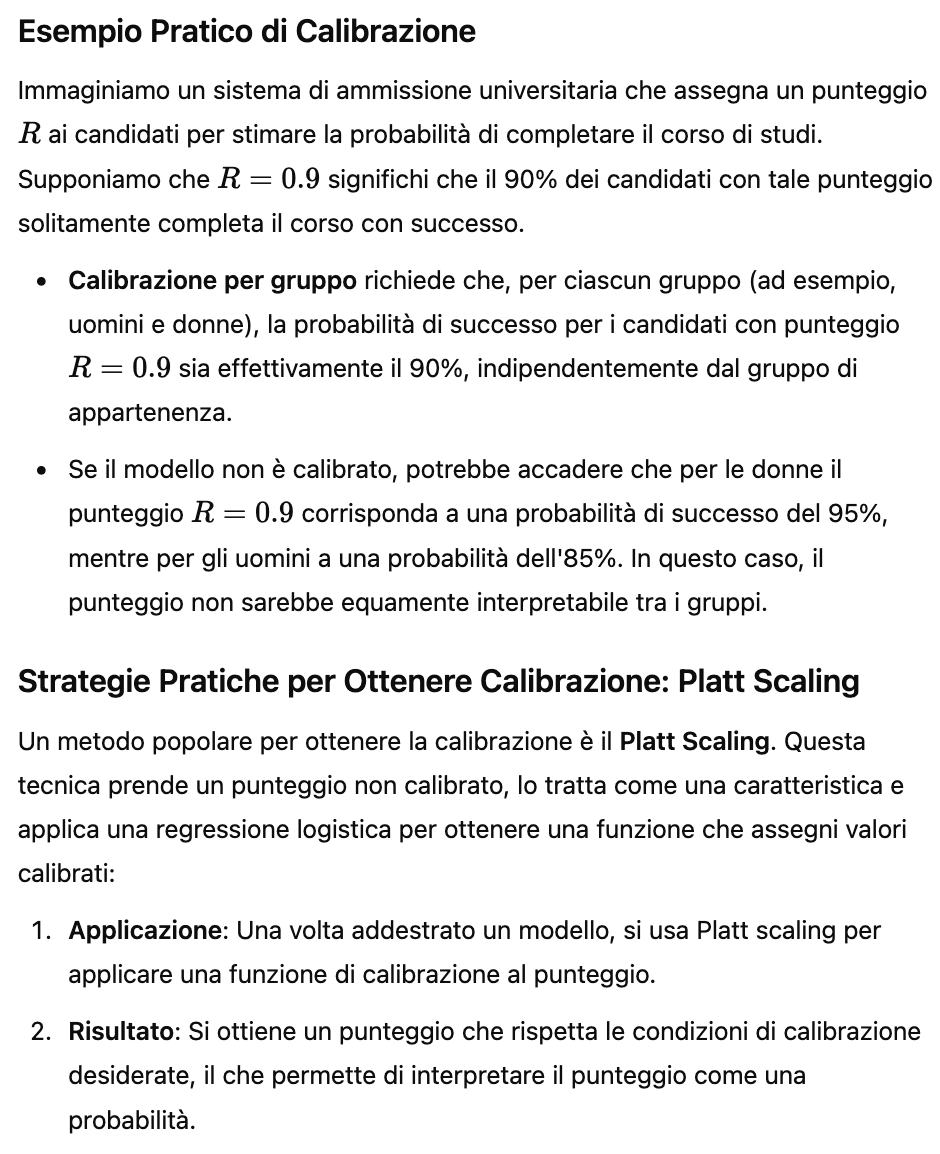 Esempio Pratico di Calibrazione
Immaginiamo un sistema di ammissione universitaria che assegna un punteggio
R ai candidati per stimare la probabilità di completare il corso di studi.
Supponiamo che R = 0.9 significhi che il 90% dei candidati con tale punteggio
solitamente completa il corso con successo.
• Calibrazione per gruppo richiede che, per ciascun gruppo (ad esempio,
uomini e donne), la probabilità di successo per i candidati con punteggio
R = 0.9 sia effettivamente il 90%, indipendentemente dal gruppo di
appartenenza.
• Se il modello non è calibrato, potrebbe accadere che per le donne il
punteggio R = 0.9 corrisponda a una probabilità di successo del 95%,
mentre per gli uomini a una probabilità dell'85%. In questo caso, il
punteggio non sarebbe equamente interpretabile tra i gruppi.
Strategie Pratiche per Ottenere Calibrazione: Platt Scaling
Un metodo popolare per ottenere la calibrazione è il Platt Scaling. Questa
tecnica prende un punteggio non calibrato, lo tratta come una caratteristica e
applica una regressione logistica per ottenere una funzione che assegni valori
calibrati:
1. Applicazione: Una volta addestrato un modello, si usa Platt scaling per
applicare una funzione di calibrazione al punteggio.
2. Risultato: Si ottiene un punteggio che rispetta le condizioni di calibrazione
desiderate, il che permette di interpretare il punteggio come una
probabilità.